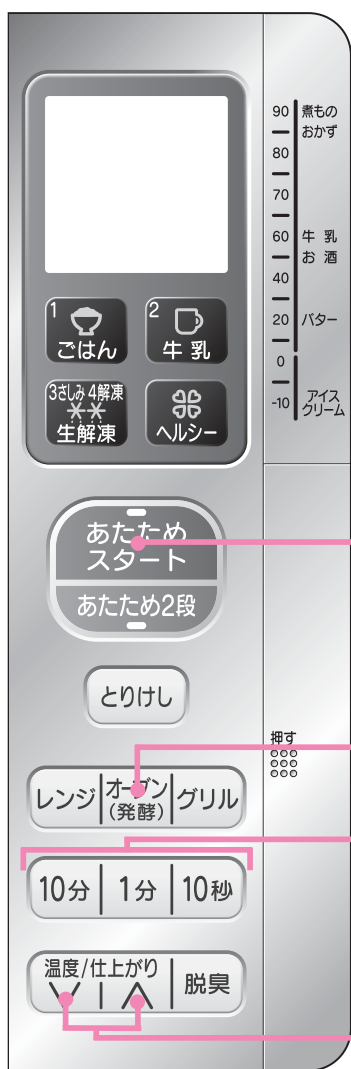 90 煮もの
おかず
80
70
60 牛乳
お酒
40
20 バター
0
-10 アイス
クリーム
1 ごはん
2 牛乳
3さしみ 4解凍
生解凍
ヘルシー
あたため
スタート
あたため2段
とりけし
押す
レンジ
オーブン
(発酵)
グリル
10分
1分
10秒
温度/仕上がり
脱臭